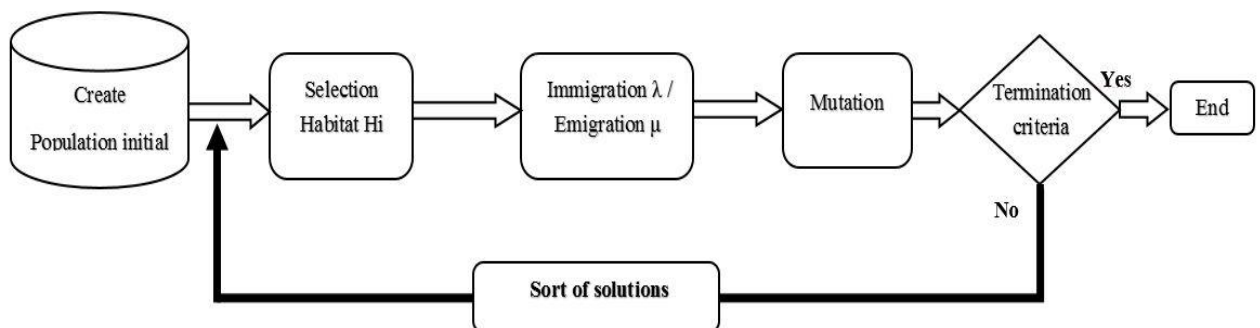 Create
Population initial
Selection
Habitat Hi
Immigration λ /
Emigration μ
Mutation
Termination
criteria
Yes
End
No
Sort of solutions